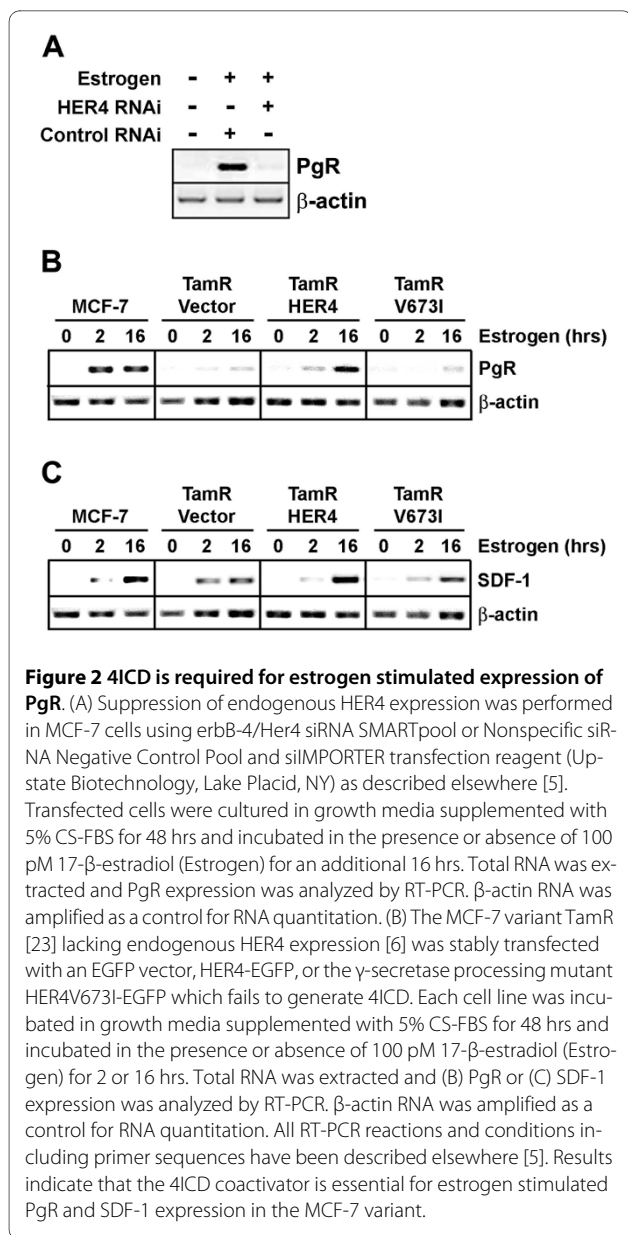 A
Estrogen - + +
HER4 RNAi - - +
Control RNAi - + -
PgR
β-actin
B
MCF-7 TamR Vector TamR HER4 TamR V673I
0 2 16 0 2 16 0 2 16 0 2 16 Estrogen (hrs)
PgR
β-actin
C
MCF-7 TamR Vector TamR HER4 TamR V673I
0 2 16 0 2 16 0 2 16 0 2 16 Estrogen (hrs)
SDF-1
β-actin
Figure 2 4ICD is required for estrogen stimulated expression of
PgR. (A) Suppression of endogenous HER4 expression was performed
in MCF-7 cells using erbB-4/Her4 siRNA SMARTpool or Nonspecific siR-
NA Negative Control Pool and siIMPORTER transfection reagent (Up-
state Biotechnology, Lake Placid, NY) as described elsewhere [5].
Transfected cells were cultured in growth media supplemented with
5% CS-FBS for 48 hrs and incubated in the presence or absence of 100
pM 17-β-estradiol (Estrogen) for an additional 16 hrs. Total RNA was ex-
tracted and PgR expression was analyzed by RT-PCR. β-actin RNA was
amplified as a control for RNA quantitation. (B) The MCF-7 variant TamR
[23] lacking endogenous HER4 expression [6] was stably transfected
with an EGFP vector, HER4-EGFP, or the γ-secretase processing mutant
HER4V673I-EGFP which fails to generate 4ICD. Each cell line was incu-
bated in growth media supplemented with 5% CS-FBS for 48 hrs and
incubated in the presence or absence of 100 pM 17-β-estradiol (Estro-
gen) for 2 or 16 hrs. Total RNA was extracted and (B) PgR or (C) SDF-1
expression was analyzed by RT-PCR. β-actin RNA was amplified as a
control for RNA quantitation. All RT-PCR reactions and conditions in-
cluding primer sequences have been described elsewhere [5]. Results
indicate that the 4ICD coactivator is essential for estrogen stimulated
PgR and SDF-1 expression in the MCF-7 variant.